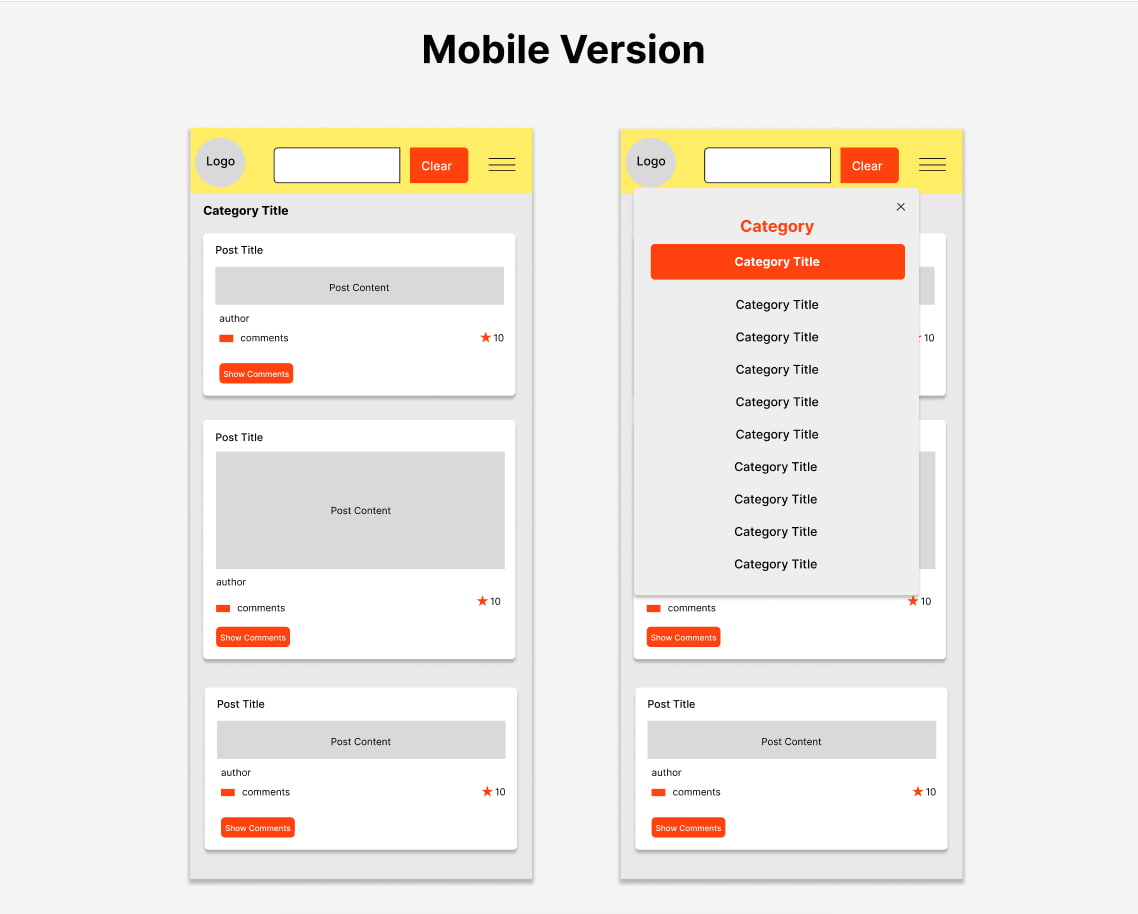 Mobile Version
Logo
Clear
Category Title
Post Title
Post Content
author
comments
10
Show Comments
Post Title
Post Content
author
comments
10
Show Comments
Post Title
Post Content
author
comments
10
Show Comments
Logo
Clear
Category
Category Title
Category Title
Category Title
Category Title
Category Title
Category Title
Category Title
Category Title
Category Title
Category Title
10
comments
10
Show Comments
Post Title
Post Content
author
comments
10
Show Comments